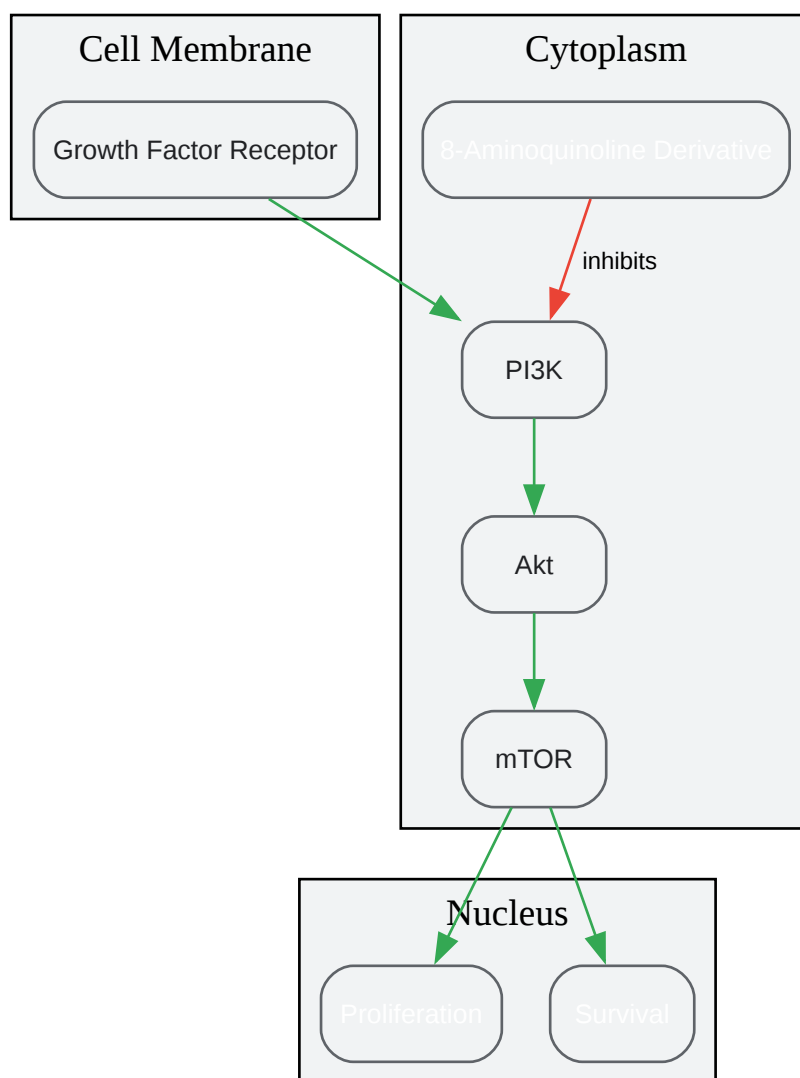 Cell Membrane
Cytoplasm
Growth Factor Receptor
8-Aminoquinoline Derivative
inhibits
PI3K
Akt
mTOR
Nucleus
Proliferation
Survival